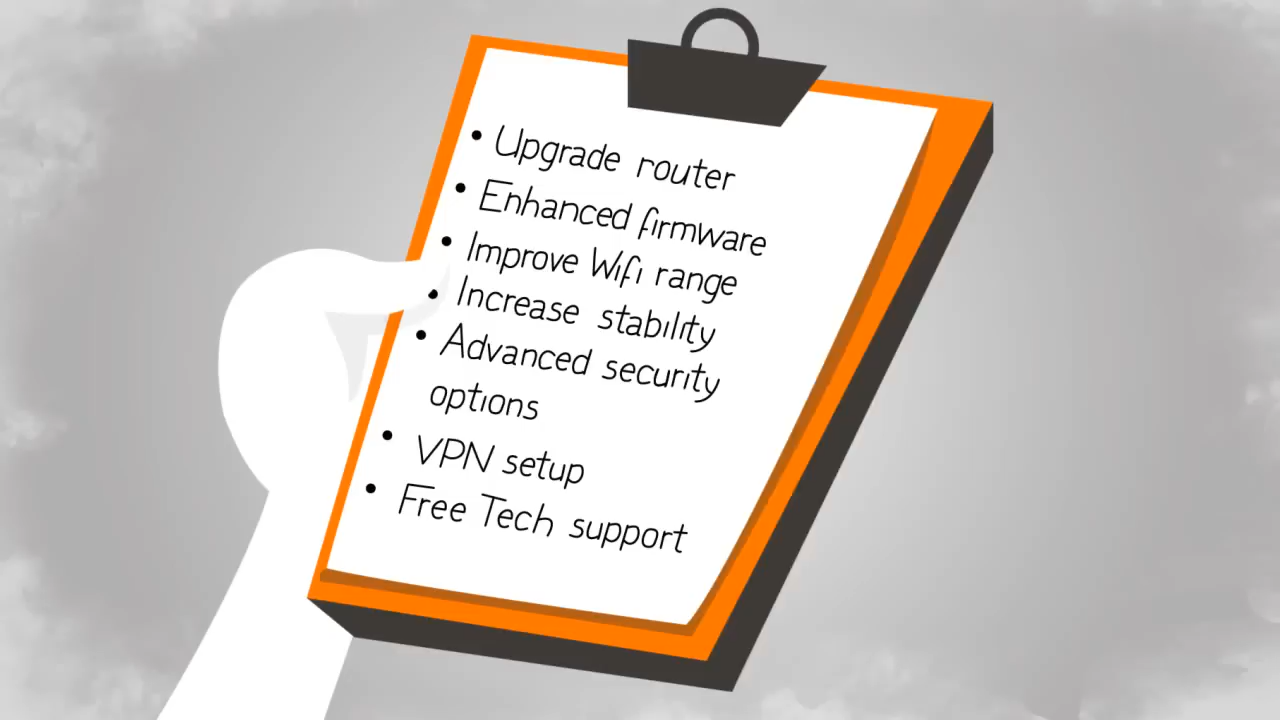 • Upgrade router
• Enhanced firmware
• Improve Wifi range
• Increase stability
• Advanced security
options
• VPN setup
• Free Tech support